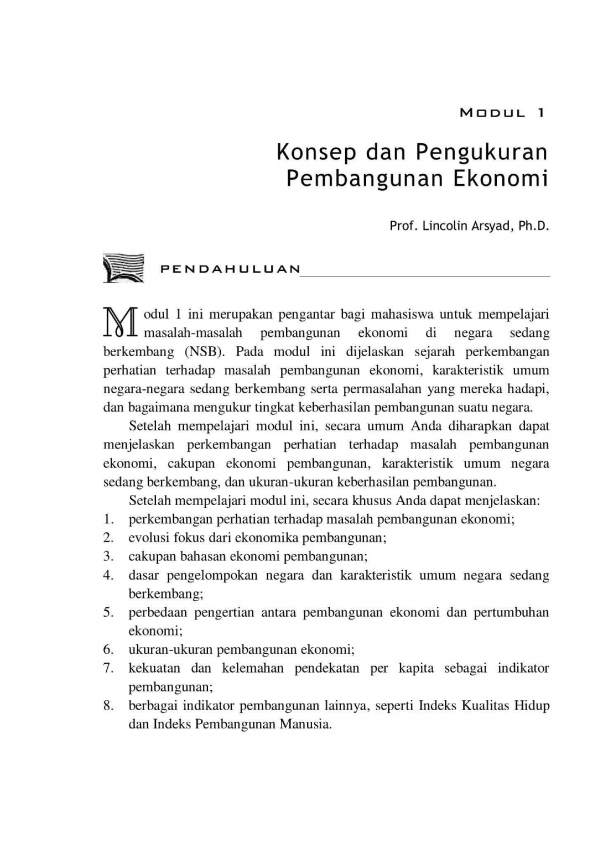 MODUL 1
Konsep dan Pengukuran
Pembangunan Ekonomi
Prof. Lincolin Arsyad, Ph.D.
PENDAHULUAN
Modul 1 ini merupakan pengantar bagi mahasiswa untuk mempelajari
masalah-masalah pembangunan ekonomi di negara sedang
berkembang (NSB). Pada modul ini dijelaskan sejarah perkembangan
perhatian terhadap masalah pembangunan ekonomi, karakteristik umum
negara-negara sedang berkembang serta permasalahan yang mereka hadapi,
dan bagaimana mengukur tingkat keberhasilan pembangunan suatu negara.
Setelah mempelajari modul ini, secara umum Anda diharapkan dapat
menjelaskan perkembangan perhatian terhadap masalah pembangunan
ekonomi, cakupan ekonomi pembangunan, karakteristik umum negara
sedang berkembang, dan ukuran-ukuran keberhasilan pembangunan.
Setelah mempelajari modul ini, secara khusus Anda dapat menjelaskan:
1. perkembangan perhatian terhadap masalah pembangunan ekonomi;
2. evolusi fokus dari ekonomika pembangunan;
3. cakupan bahasan ekonomi pembangunan;
4. dasar pengelompokan negara dan karakteristik umum negara sedang
berkembang;
5. perbedaan pengertian antara pembangunan ekonomi dan pertumbuhan
ekonomi;
6. ukuran-ukuran pembangunan ekonomi;
7. kekuatan dan kelemahan pendekatan per kapita sebagai indikator
pembangunan;
8. berbagai indikator pembangunan lainnya, seperti Indeks Kualitas Hidup
dan Indeks Pembangunan Manusia.